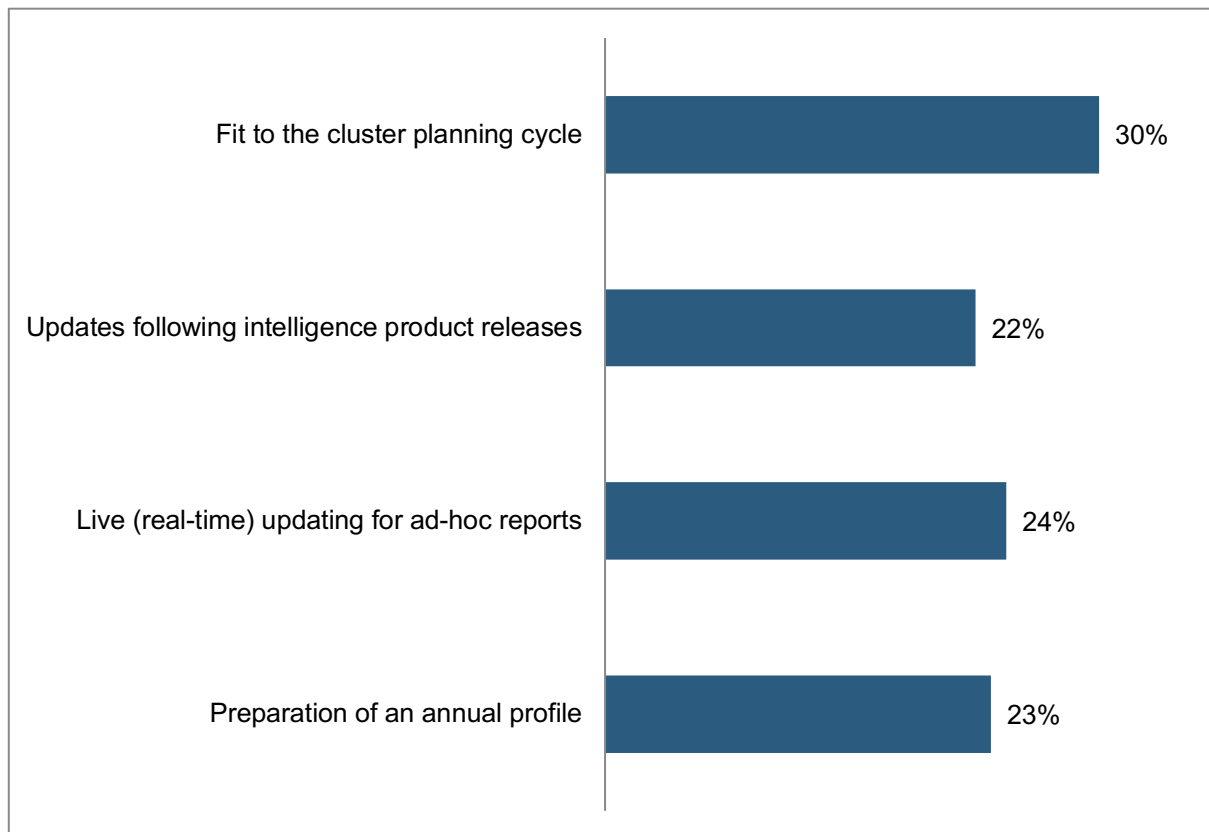 Fit to the cluster planning cycle
30%
Updates following intelligence product releases
22%
Live (real-time) updating for ad-hoc reports
24%
Preparation of an annual profile
23%